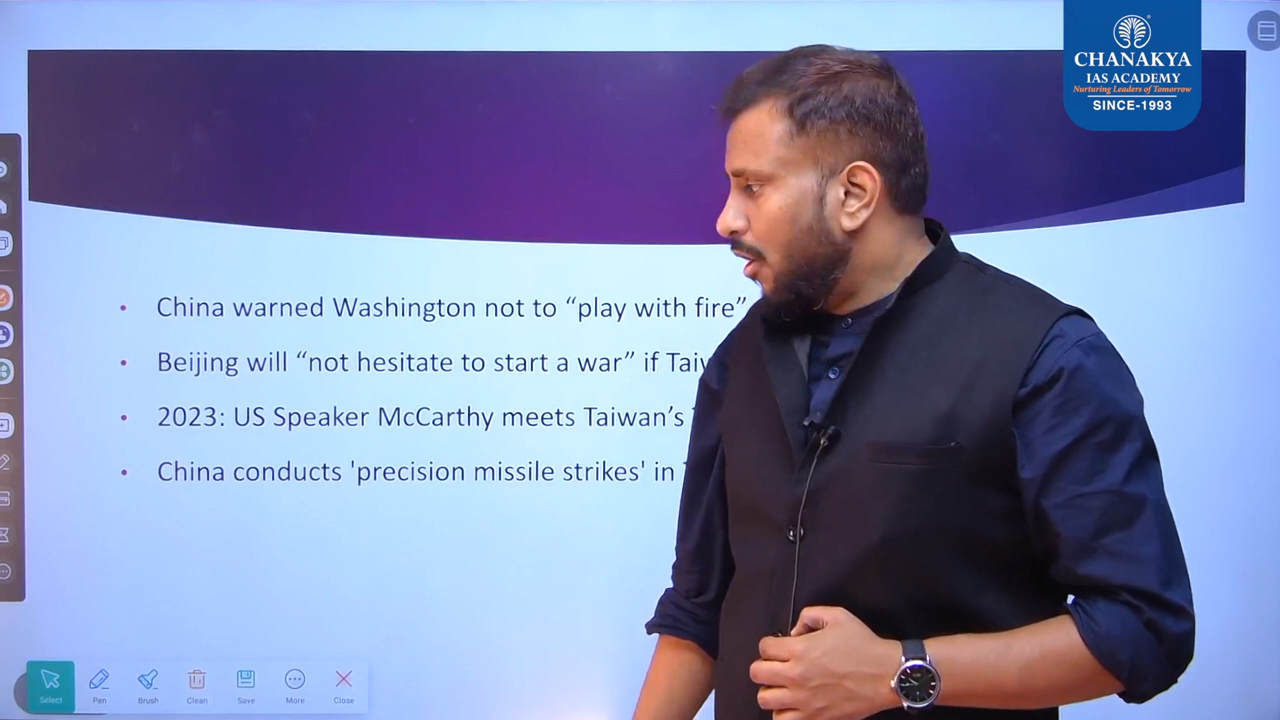 CHANAKYA
IAS ACADEMY
Nurturing Leaders of Tomorrow
SINCE-1993
• China warned Washington not to “play with fire”
• Beijing will “not hesitate to start a war” if
• 2023: US Speaker McCarthy meets Taiwan’s
• China conducts 'precision missile strikes' in
Select Pen Brush Clean Save More Close